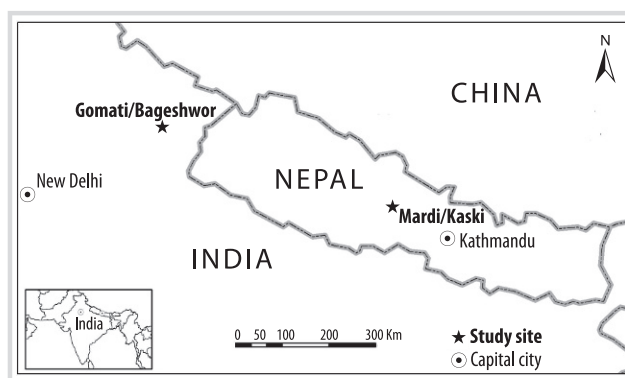 N
CHINA
Gomati/Bageshwor
New Delhi
NEPAL
Mardi/Kaski
Kathmandu
INDIA
India
0 50 100 200 300 Km
Study site
Capital city